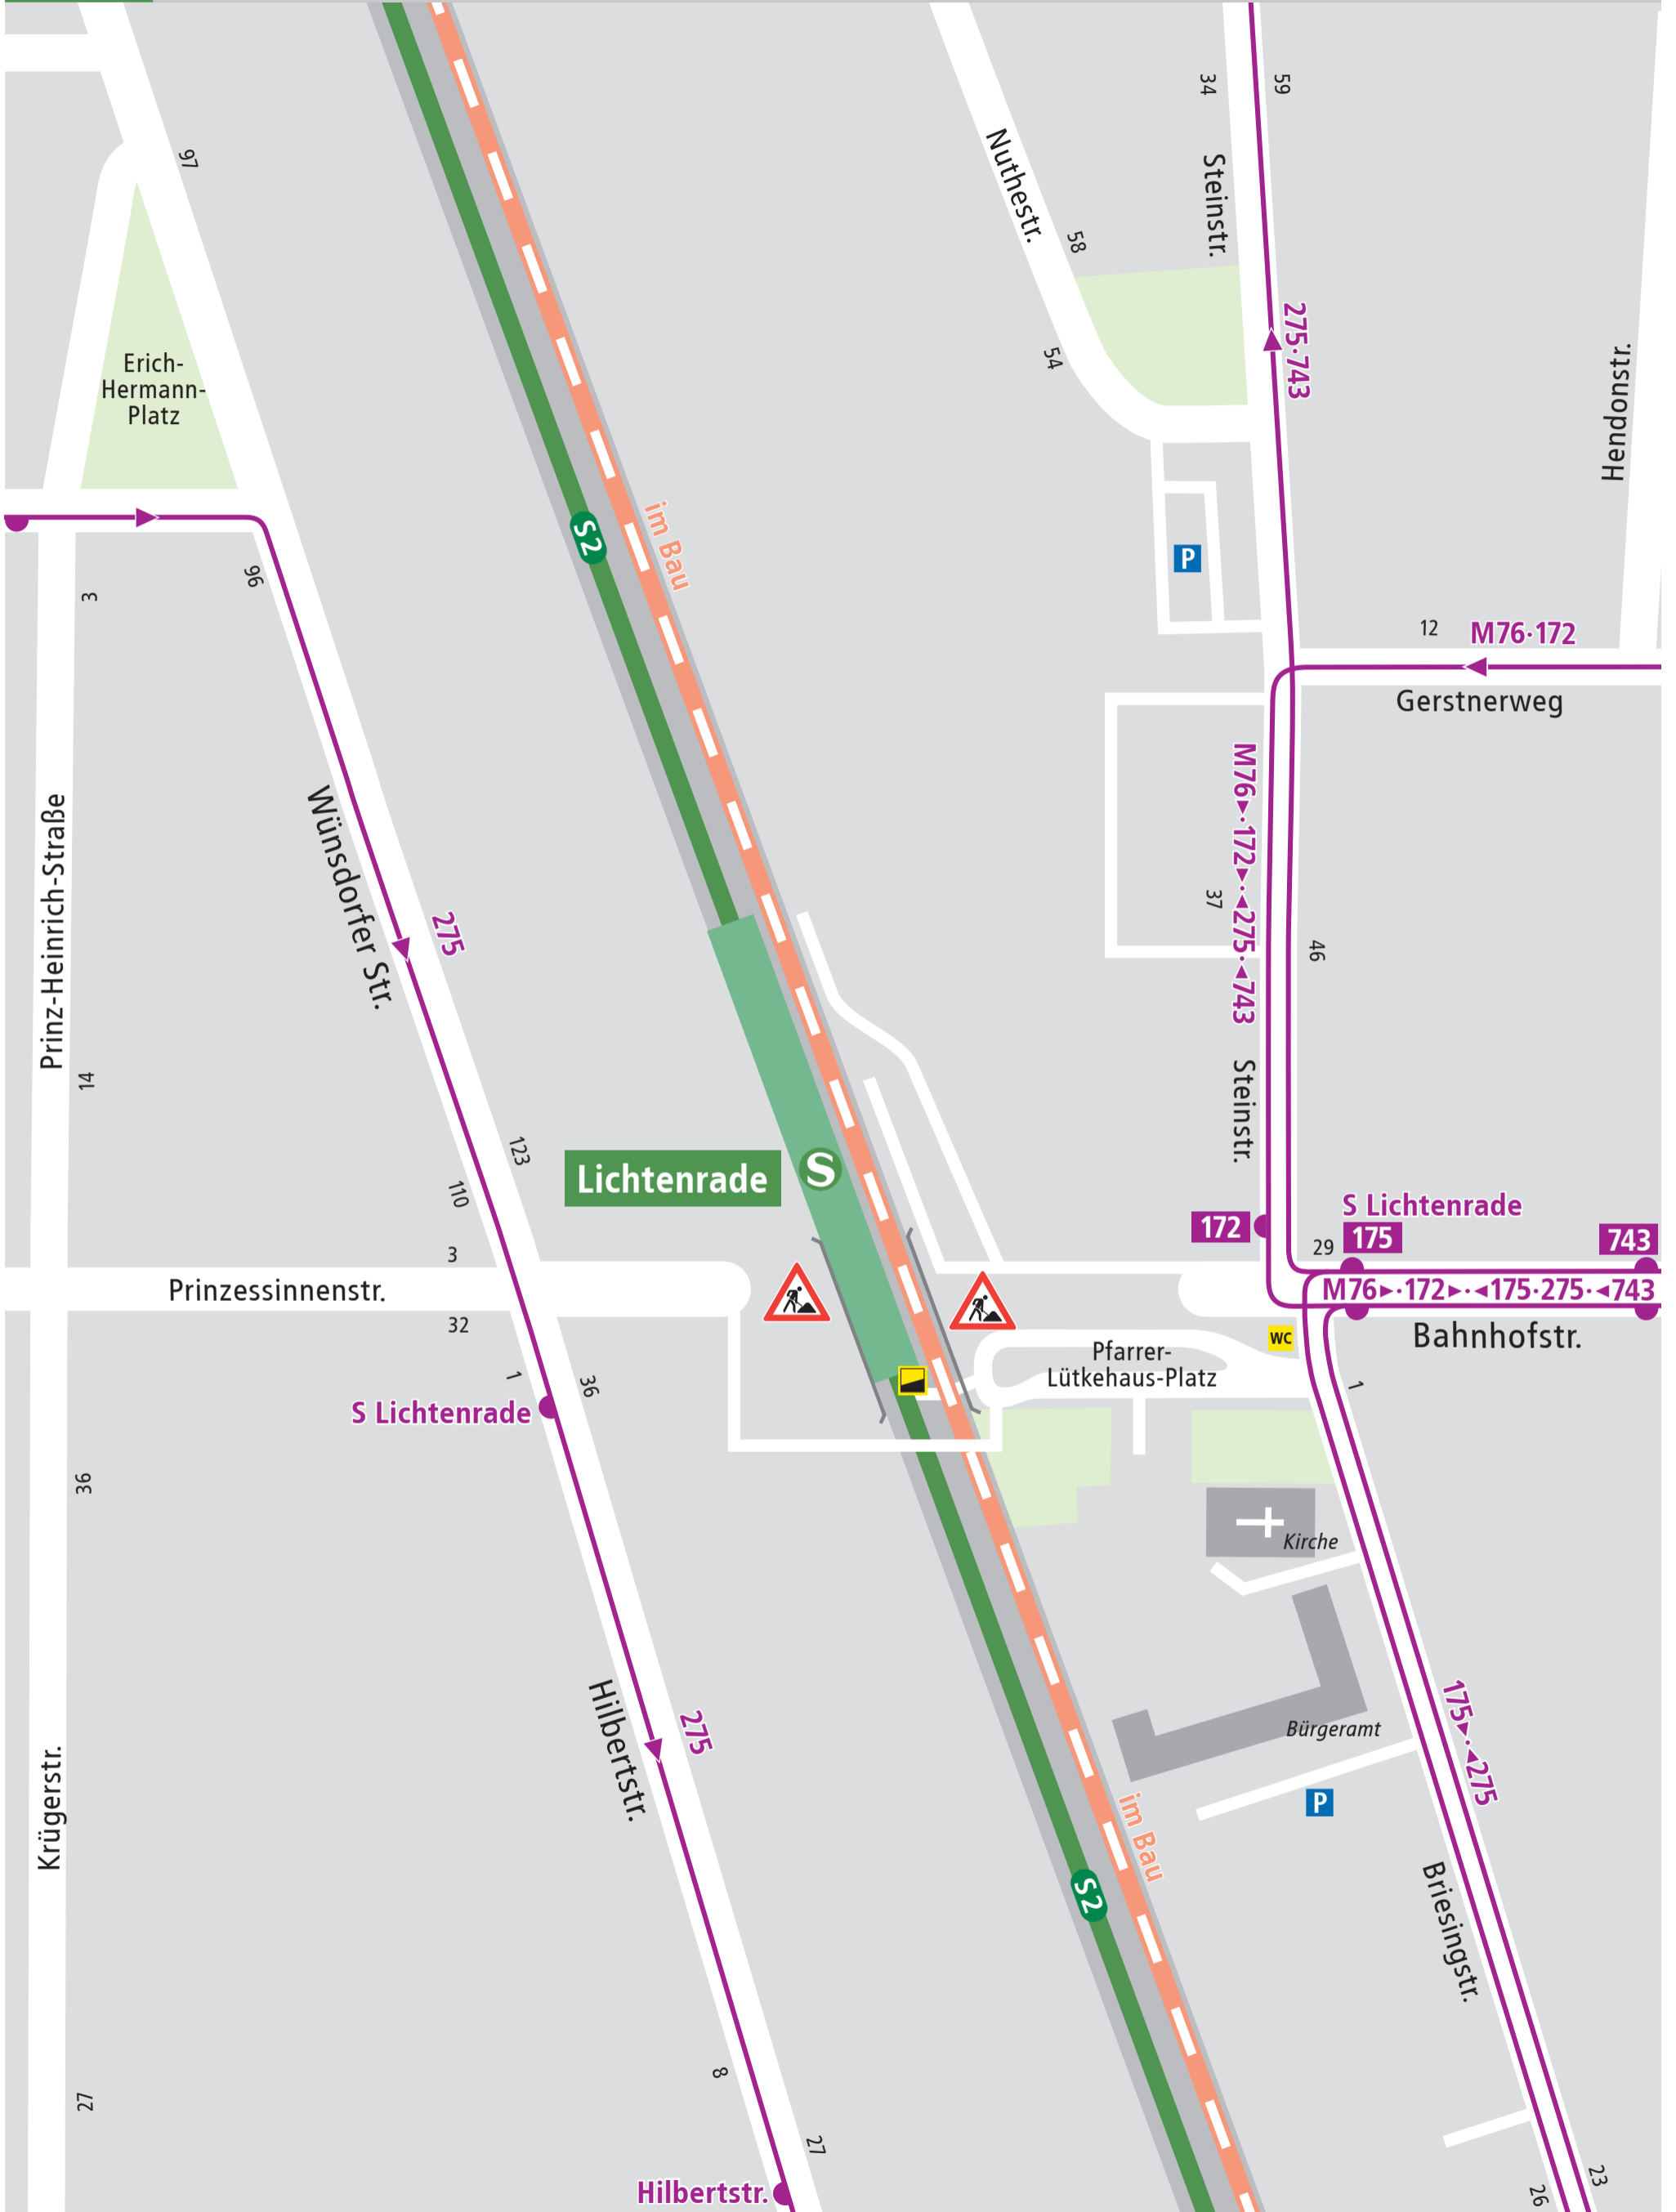 59
34
97
Nuthestr.
Steinstr.
58
275·743
54
Hendonstr.
Erich-
Hermann-
Platz
S2
im Bau
P
96
3
12
M76·172
Gerstnerweg
M76▸·172▸·◂275·◂743
Prinz-Heinrich-Straße
Wünsdorfer Str.
275
37
46
14
Steinstr.
123
110
Lichtenrade
S
172
S Lichtenrade
175
743
29
3
Prinzessinnenstr.
32
M76▸·172▸·◂175·275·◂743
Bahnhofstr.
WC
Pfarrer-
Lütkehaus-Platz
1
36
1
S Lichtenrade
36
Kirche
Bürgeramt
175▸·◂275
P
Hilbertstr.
275
Krügerstr.
im Bau
S2
Briesingstr.
8
27
27
23
26
Hilbertstr.